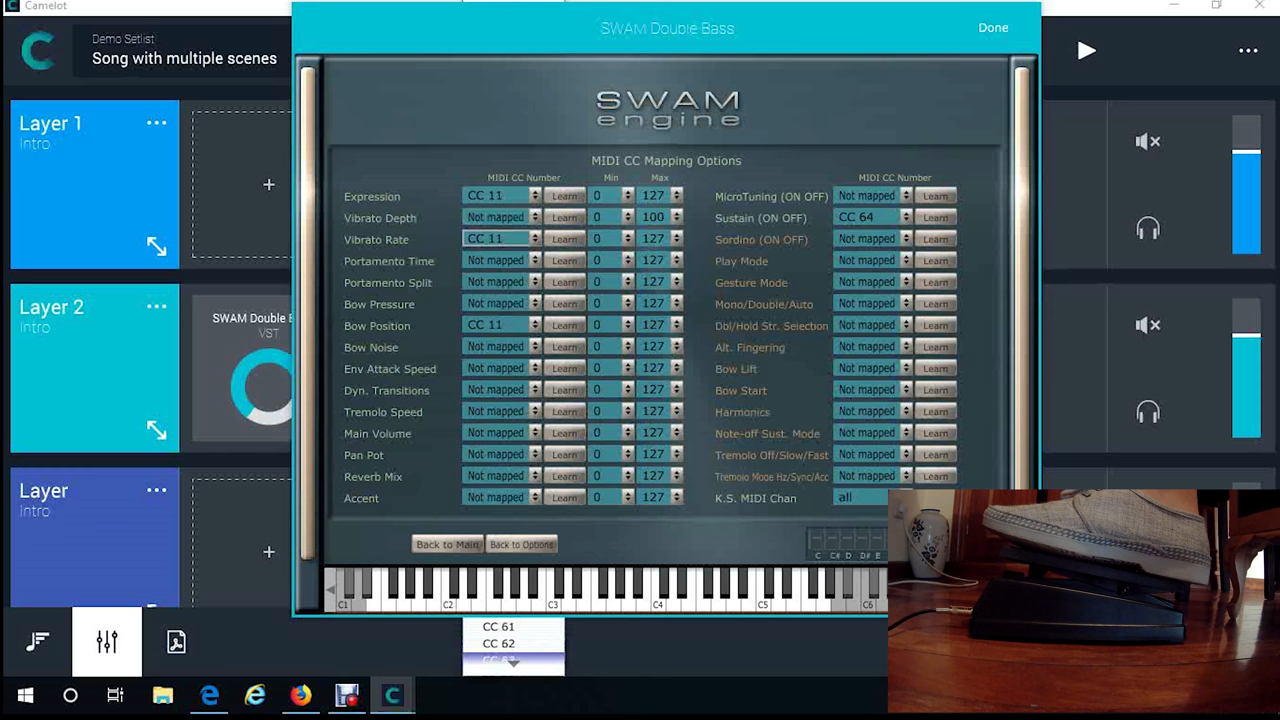 Camelot
Demo Setlist
Song with multiple scenes
SWAM Double Bass
Done
Layer 1
Intro
Layer 2
Intro
SWAM Double B
VST
Layer
Intro
SWAM
engine
MIDI CC Mapping Options
MIDI CC Number Min Max MIDI CC Number
Expression CC 11 Learn 0 127 MicroTuning (ON OFF) Not mapped Learn
Vibrato Depth Not mapped Learn 0 100 Sustain (ON OFF) CC 64 Learn
Vibrato Rate CC 11 Learn 0 127 Sordino (ON OFF) Not mapped Learn
Portamento Time Not mapped Learn 0 127 Play Mode Not mapped Learn
Portamento Split Not mapped Learn 0 127 Gesture Mode Not mapped Learn
Bow Pressure Not mapped Learn 0 127 Mono/Double/Auto Not mapped Learn
Bow Position CC 11 Learn 0 127 Dbl/Hold Str. Selection Not mapped Learn
Bow Noise Not mapped Learn 0 127 Alt. Fingering Not mapped Learn
Env Attack Speed Not mapped Learn 0 127 Bow Lift Not mapped Learn
Dyn. Transitions Not mapped Learn 0 127 Bow Start Not mapped Learn
Tremolo Speed Not mapped Learn 0 127 Harmonics Not mapped Learn
Main Volume Not mapped Learn 0 127 Note-off Sust. Mode Not mapped Learn
Pan Pot Not mapped Learn 0 127 Tremolo Off/Slow/Fast Not mapped Learn
Reverb Mix Not mapped Learn 0 127 Tremolo Mode Hz/Sync/Acc Not mapped Learn
Accent Not mapped Learn 0 127 K.S. MIDI Chan all
Back to Main Back to Options
C C# D D# E
C1 C2 C3 C4 C5 C6
CC 61
CC 62